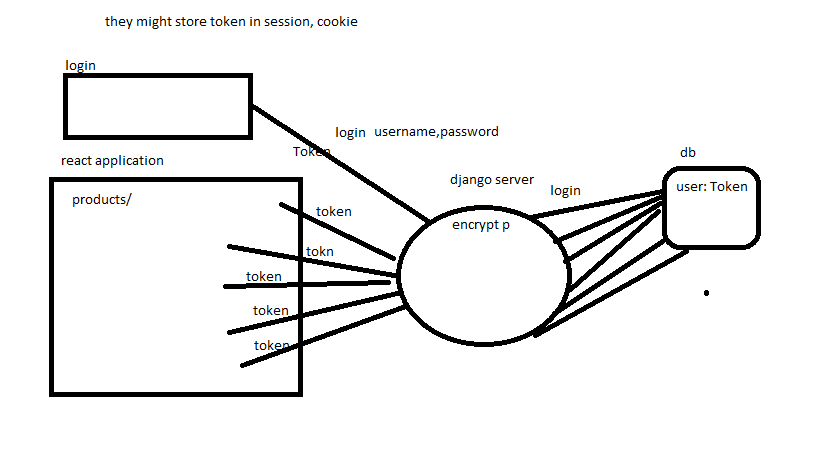 they might store token in session, cookie
login
login username,password
Token
db
react application
django server
login
user: Token
products/
token
encrypt p
tokn
token
token
token